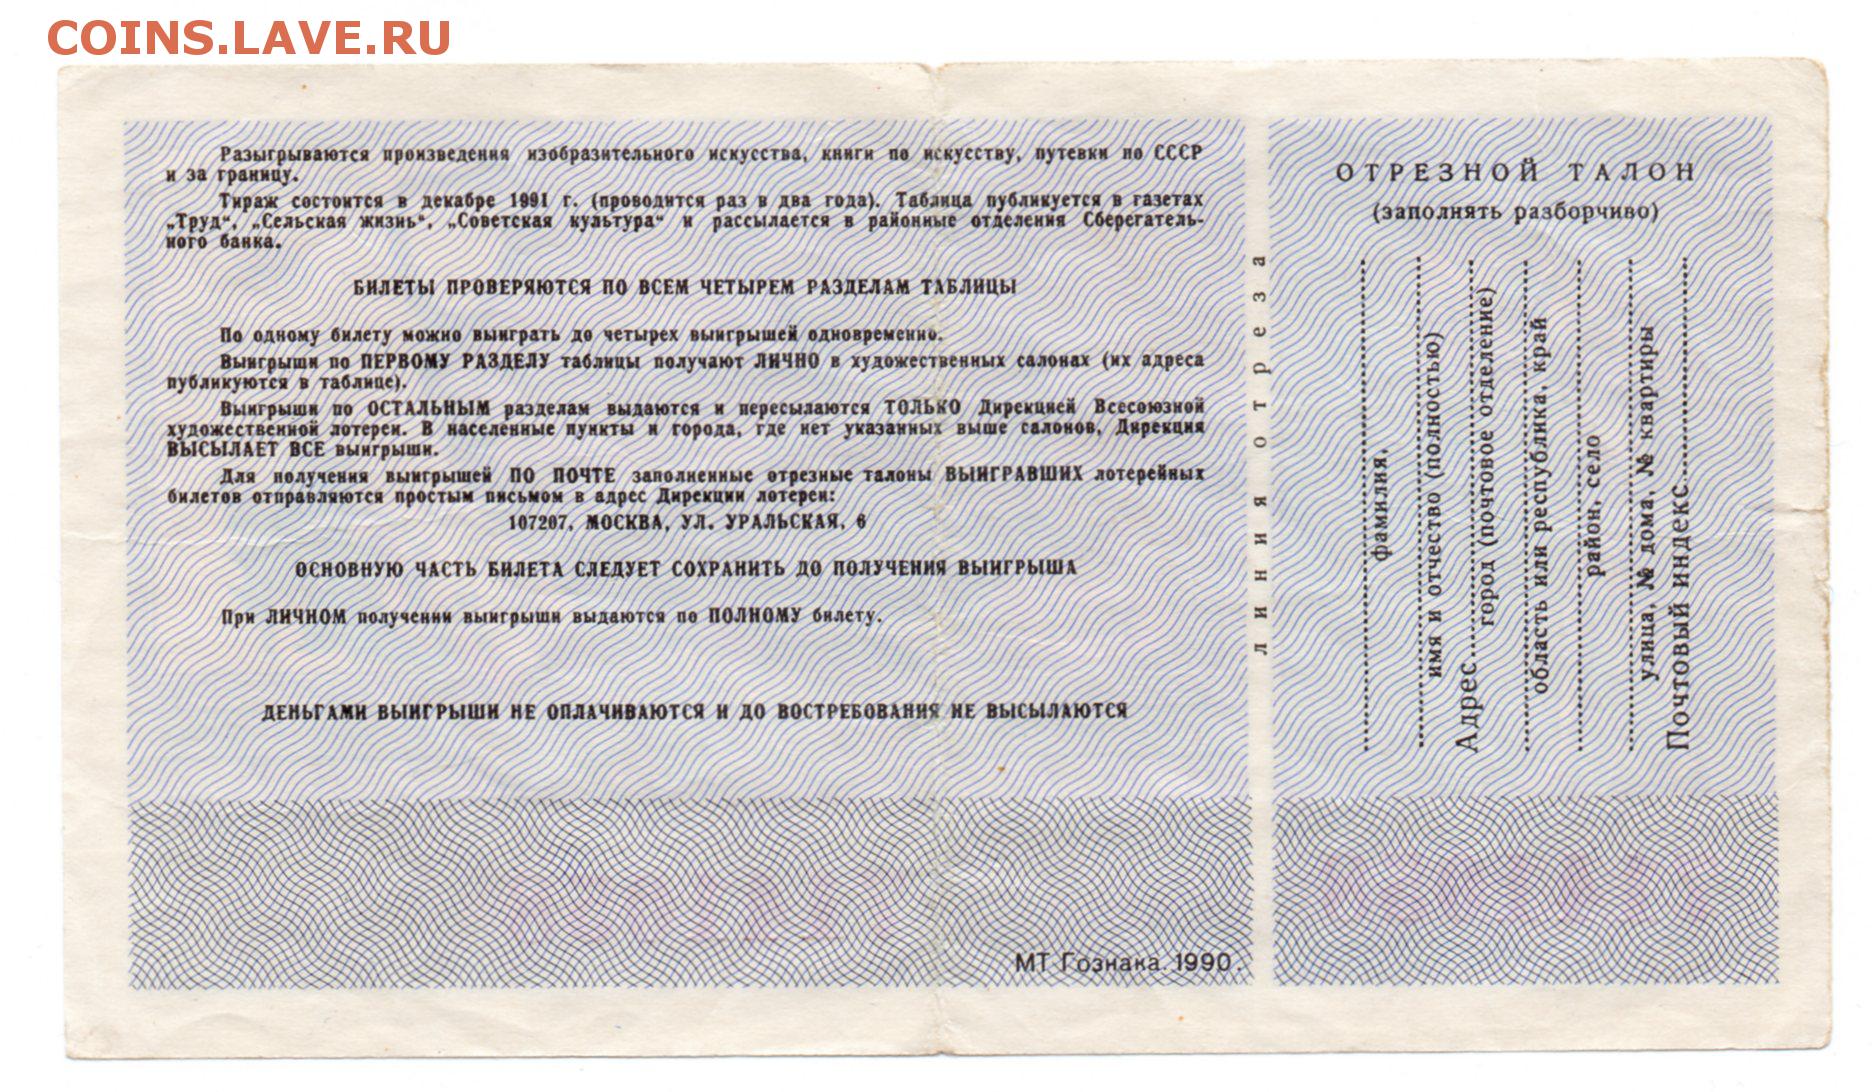 COINS.LAVE.RU
Разыгрываются произведения изобразительного искусства, книги по искусству, путевки по СССР
и за границу.
Тираж состоится в декабре 1991 г. (проводится раз в два года). Таблица публикуется в газетах
„Труд“, „Сельская жизнь“, „Советская культура“ и рассылается в районные отделения Сберегатель-
ного банка.
БИЛЕТЫ ПРОВЕРЯЮТСЯ ПО ВСЕМ ЧЕТЫРЕМ РАЗДЕЛАМ ТАБЛИЦЫ
По одному билету можно выиграть до четырех выигрышей одновременно.
Выигрыши по ПЕРВОМУ РАЗДЕЛУ таблицы получают ЛИЧНО в художественных салонах (их адреса
публикуются в таблице).
Выигрыши по ОСТАЛЬНЫМ разделам выдаются и пересылаются ТОЛЬКО Дирекцией Всесоюзной
художественной лотереи. В населенные пункты и города, где нет указанных выше салонов, Дирекция
ВЫСЫЛАЕТ ВСЕ выигрыши.
Для получения выигрышей ПО ПОЧТЕ заполненные отрезные талоны ВЫИГРАВШИХ лотерейных
билетов отправляются простым письмом в адрес Дирекции лотереи:
107207, МОСКВА, УЛ. УРАЛЬСКАЯ, 6
ОСНОВНУЮ ЧАСТЬ БИЛЕТА СЛЕДУЕТ СОХРАНИТЬ ДО ПОЛУЧЕНИЯ ВЫИГРЫША
При ЛИЧНОМ получении выигрыши выдаются по ПОЛНОМУ билету.
ДЕНЬГАМИ ВЫИГРЫШИ НЕ ОПЛАЧИВАЮТСЯ И ДО ВОСТРЕБОВАНИЯ НЕ ВЫСЫЛАЮТСЯ
МТ Гознака. 1990.
линия отреза
ОТРЕЗНОЙ ТАЛОН
(заполнять разборчиво)
фамилия,
имя и отчество (полностью)
Адрес
город (почтовое отделение)
область или республика, край
район, село
улица, № дома, № квартиры
Почтовый индекс